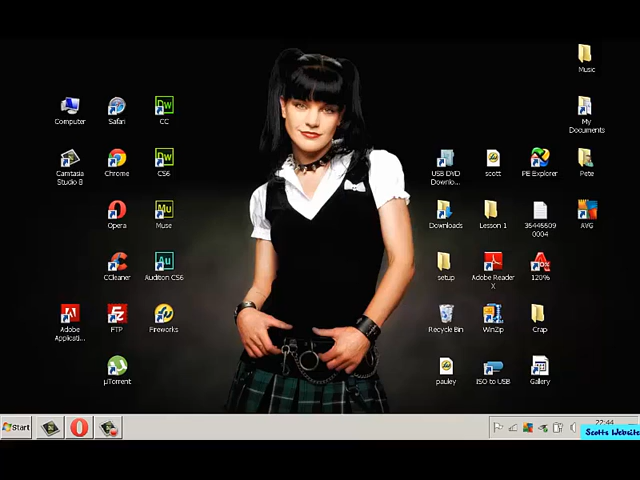 Music
Computer
Safari
CC
My
Documents
Camtasia
Studio 8
Chrome
CS6
USB DVD
Downlo...
scott
PE Explorer
Pete
Opera
Muse
Downloads
Lesson 1
36446609
0004
AVG
CCleaner
Audition CS6
setup
Adobe Reader
X
120%
Adobe
Applicati...
FTP
Fireworks
Recycle Bin
WinZip
Crap
µTorrent
pauley
ISO to USB
Gallery
Start
22:44
Scotts Website